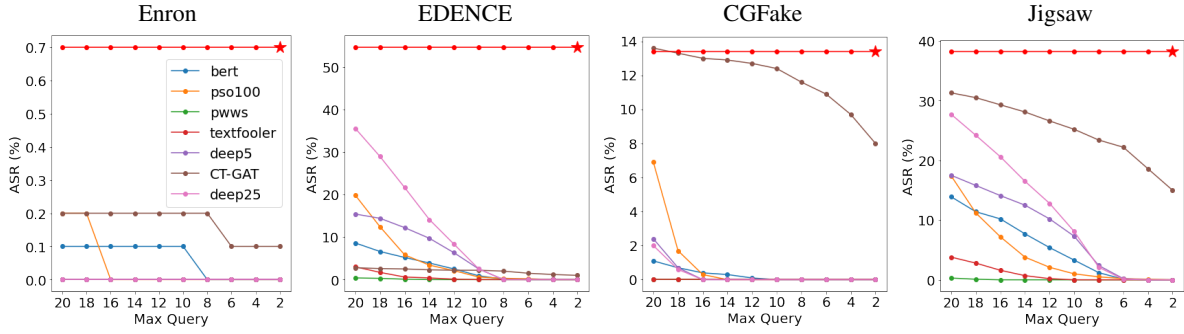 Enron
EDENCE
CGFake
Jigsaw
0.7
0.6
0.5
0.4
0.3
0.2
0.1
0.0
ASR (%)
20 18 16 14 12 10 8 6 4 2
Max Query
bert
pso100
pwws
textfooler
deep5
CT-GAT
deep25
50
40
30
20
10
0
ASR (%)
20 18 16 14 12 10 8 6 4 2
Max Query
14
12
10
8
6
4
2
0
ASR (%)
20 18 16 14 12 10 8 6 4 2
Max Query
40
30
20
10
0
ASR (%)
20 18 16 14 12 10 8 6 4 2
Max Query